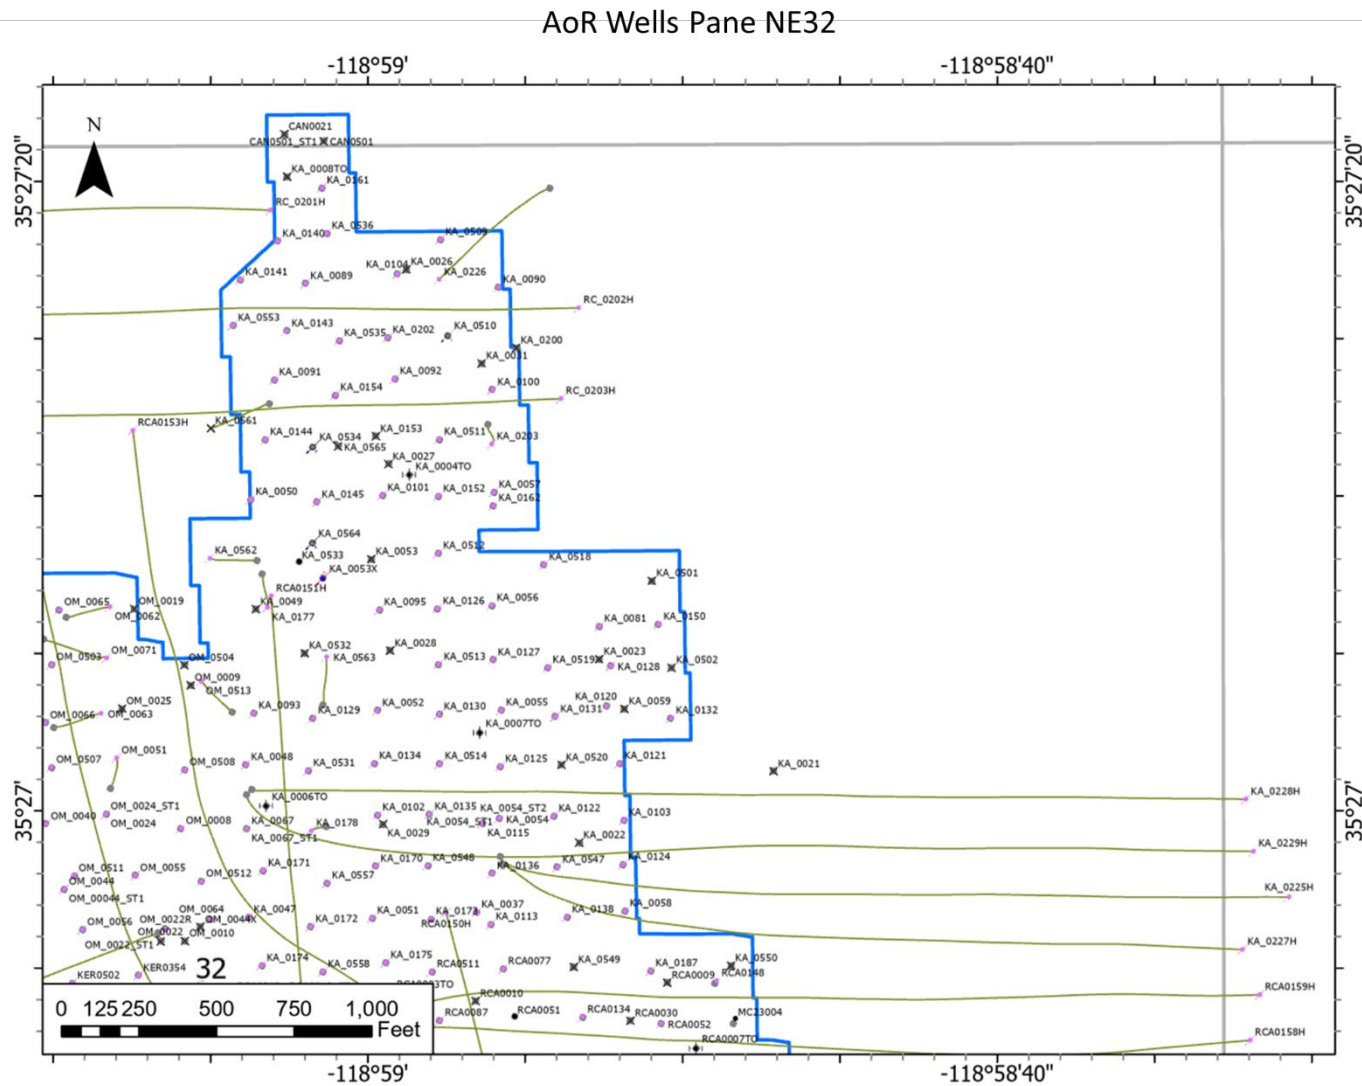 AoR Wells Pane NE32
-118°59' -118°58'40"
N
35°27'20" 35°27'20"
CAN0021
CAN0501_ST1 CAN0501
KA_0008TO
KA_0161
RC_0201H
KA_0536
KA_0140 KA_0509
KA_0104 KA_0026
KA_0141 KA_0089 KA_0226
KA_0090
RC_0202H
KA_0553 KA_0143 KA_0535 KA_0202 KA_0510
KA_0200
KA_0031
KA_0091 KA_0092
KA_0154 KA_0100
RC_0203H
RCA0153H KA_0561
KA_0144 KA_0534 KA_0153 KA_0511 KA_0203
KA_0565
KA_0027
KA_0004TO
KA_0050 KA_0145 KA_0101 KA_0152 KA_0057
KA_0162
KA_0564
KA_0562 KA_0533 KA_0053 KA_0512
KA_0518
KA_0053X
KA_0501
RCA0151H
OM_0065 OM_0019 KA_0049 KA_0095 KA_0126 KA_0056
OM_0062 KA_0177 KA_0081 KA_0150
KA_0532 KA_0028
OM_0503 OM_0071 OM_0504 KA_0563 KA_0513 KA_0127 KA_0519 KA_0023
KA_0128 KA_0502
OM_0009
OM_0513
OM_0025 KA_0093 KA_0052 KA_0130 KA_0055 KA_0120 KA_0059
OM_0066 OM_0063 KA_0129 KA_0131 KA_0132
KA_0007TO
OM_0051
OM_0507 OM_0508 KA_0048 KA_0531 KA_0134 KA_0514 KA_0125 KA_0520 KA_0121
KA_0021
KA_0228H
35°27' 35°27'
KA_0006TO
OM_0024_ST1 KA_0102 KA_0135 KA_0054_ST2 KA_0122
OM_0040 OM_0024 OM_0008 KA_0067 KA_0178 KA_0054_ST1 KA_0054 KA_0103
KA_0067_ST1 KA_0029 KA_0115
KA_0022
KA_0229H
OM_0511 OM_0055 KA_0171 KA_0170 KA_0548 KA_0136 KA_0547 KA_0124
OM_0044 OM_0512 KA_0557
OM_00044_ST1
KA_0225H
OM_0064 KA_0047 KA_0051 KA_0173 KA_0037 KA_0138 KA_0058
OM_0056 OM_0022R OM_0044X KA_0172 RCA0150H KA_0113
OM_0022 OM_0010
OM_0022_ST1
KA_0227H
KER0502 KER0354 32 KA_0174 KA_0558 KA_0175 RCA0511 RCA0077 KA_0549 KA_0187 KA_0550
RCA0009 RCA0148
RCA0159H
RCA0010
RCA0087 RCA0051 RCA0134 RCA0030 RCA0052 MC23004
RCA0007TO
RCA0158H
0 125 250 500 750 1,000
Feet
-118°59' -118°58'40"